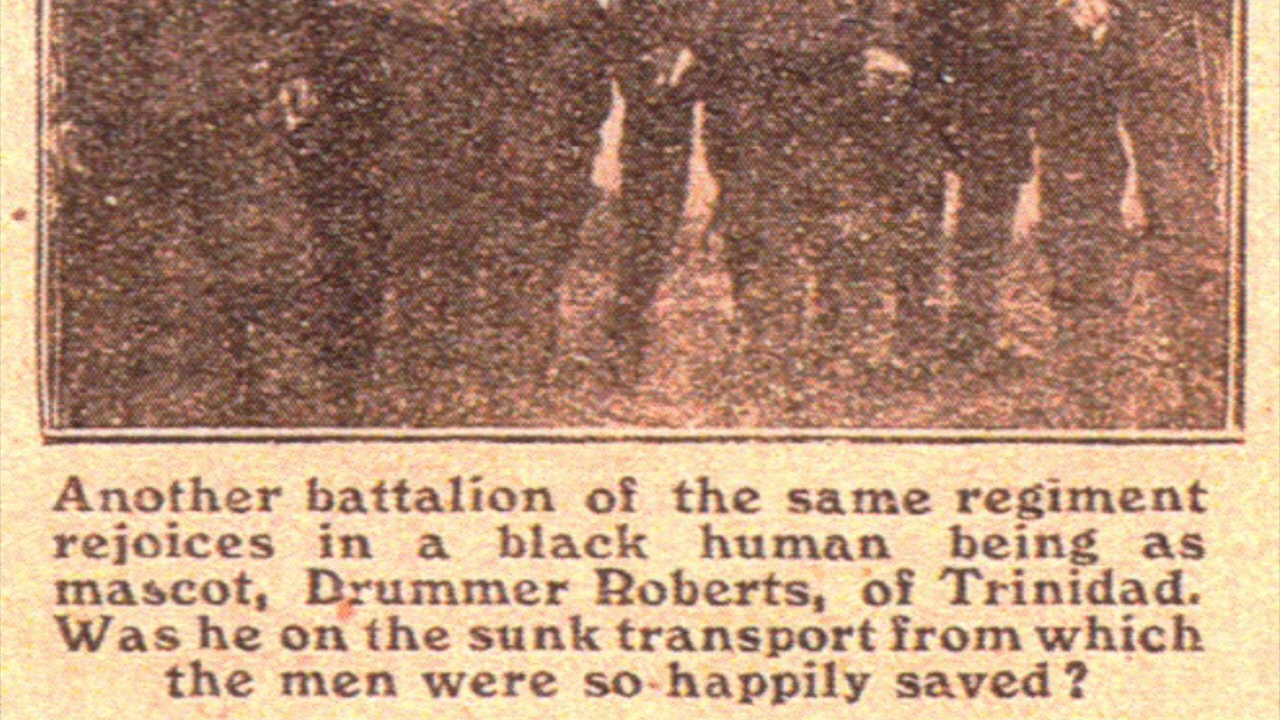 Another battalion of the same regiment
rejoices in a black human being as
mascot, Drummer Roberts, of Trinidad.
Was he on the sunk transport from which
the men were so happily saved?